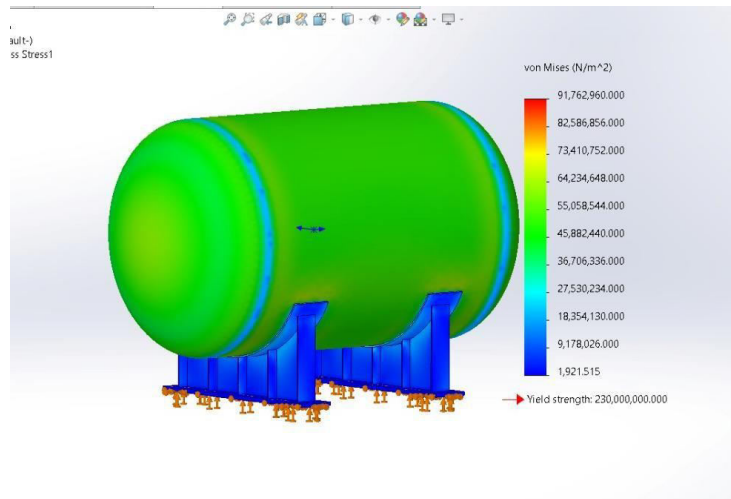 ault-)
ss Stress1
von Mises (N/m^2)
91,762,960.000
82,586,856.000
73,410,752.000
64,234,648.000
55,058,544.000
45,882,440.000
36,706,336.000
27,530,234.000
18,354,130.000
9,178,026.000
1,921.515
Yield strength: 230,000,000.000